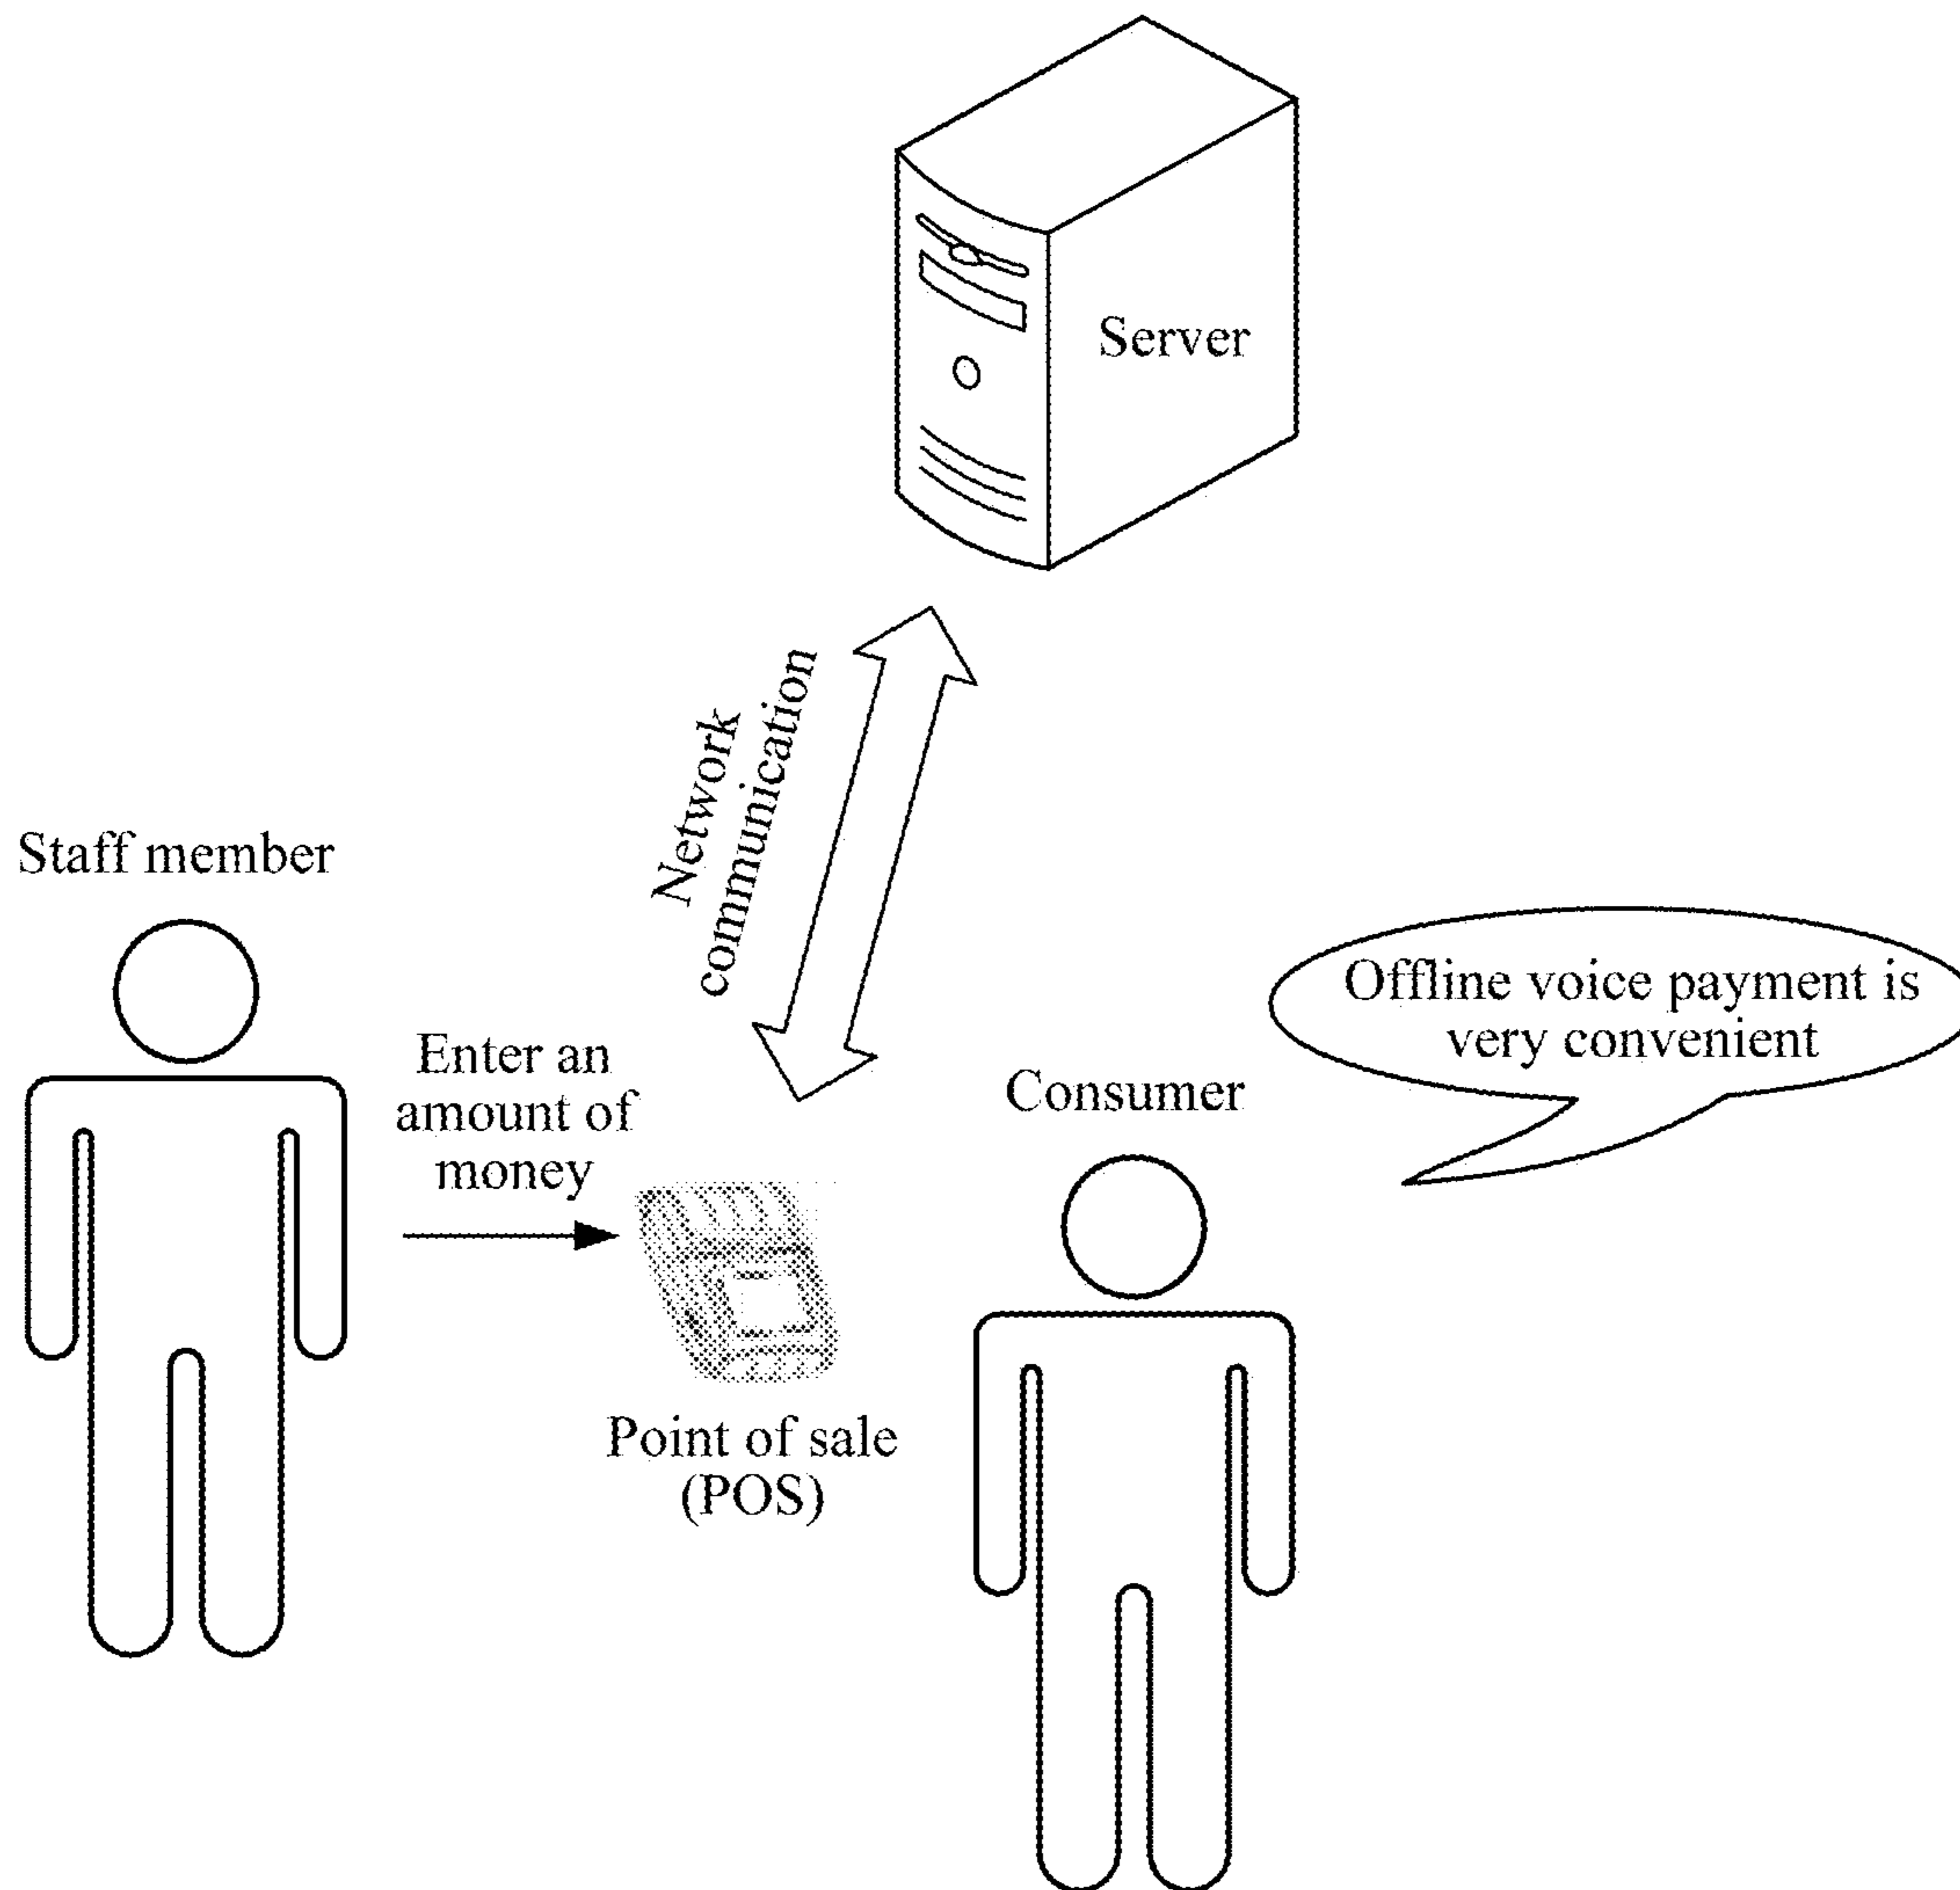 Server
Network
communication
Staff member
Enter an
amount of
money
Consumer
Offline voice payment is
very convenient
Point of sale
(POS)